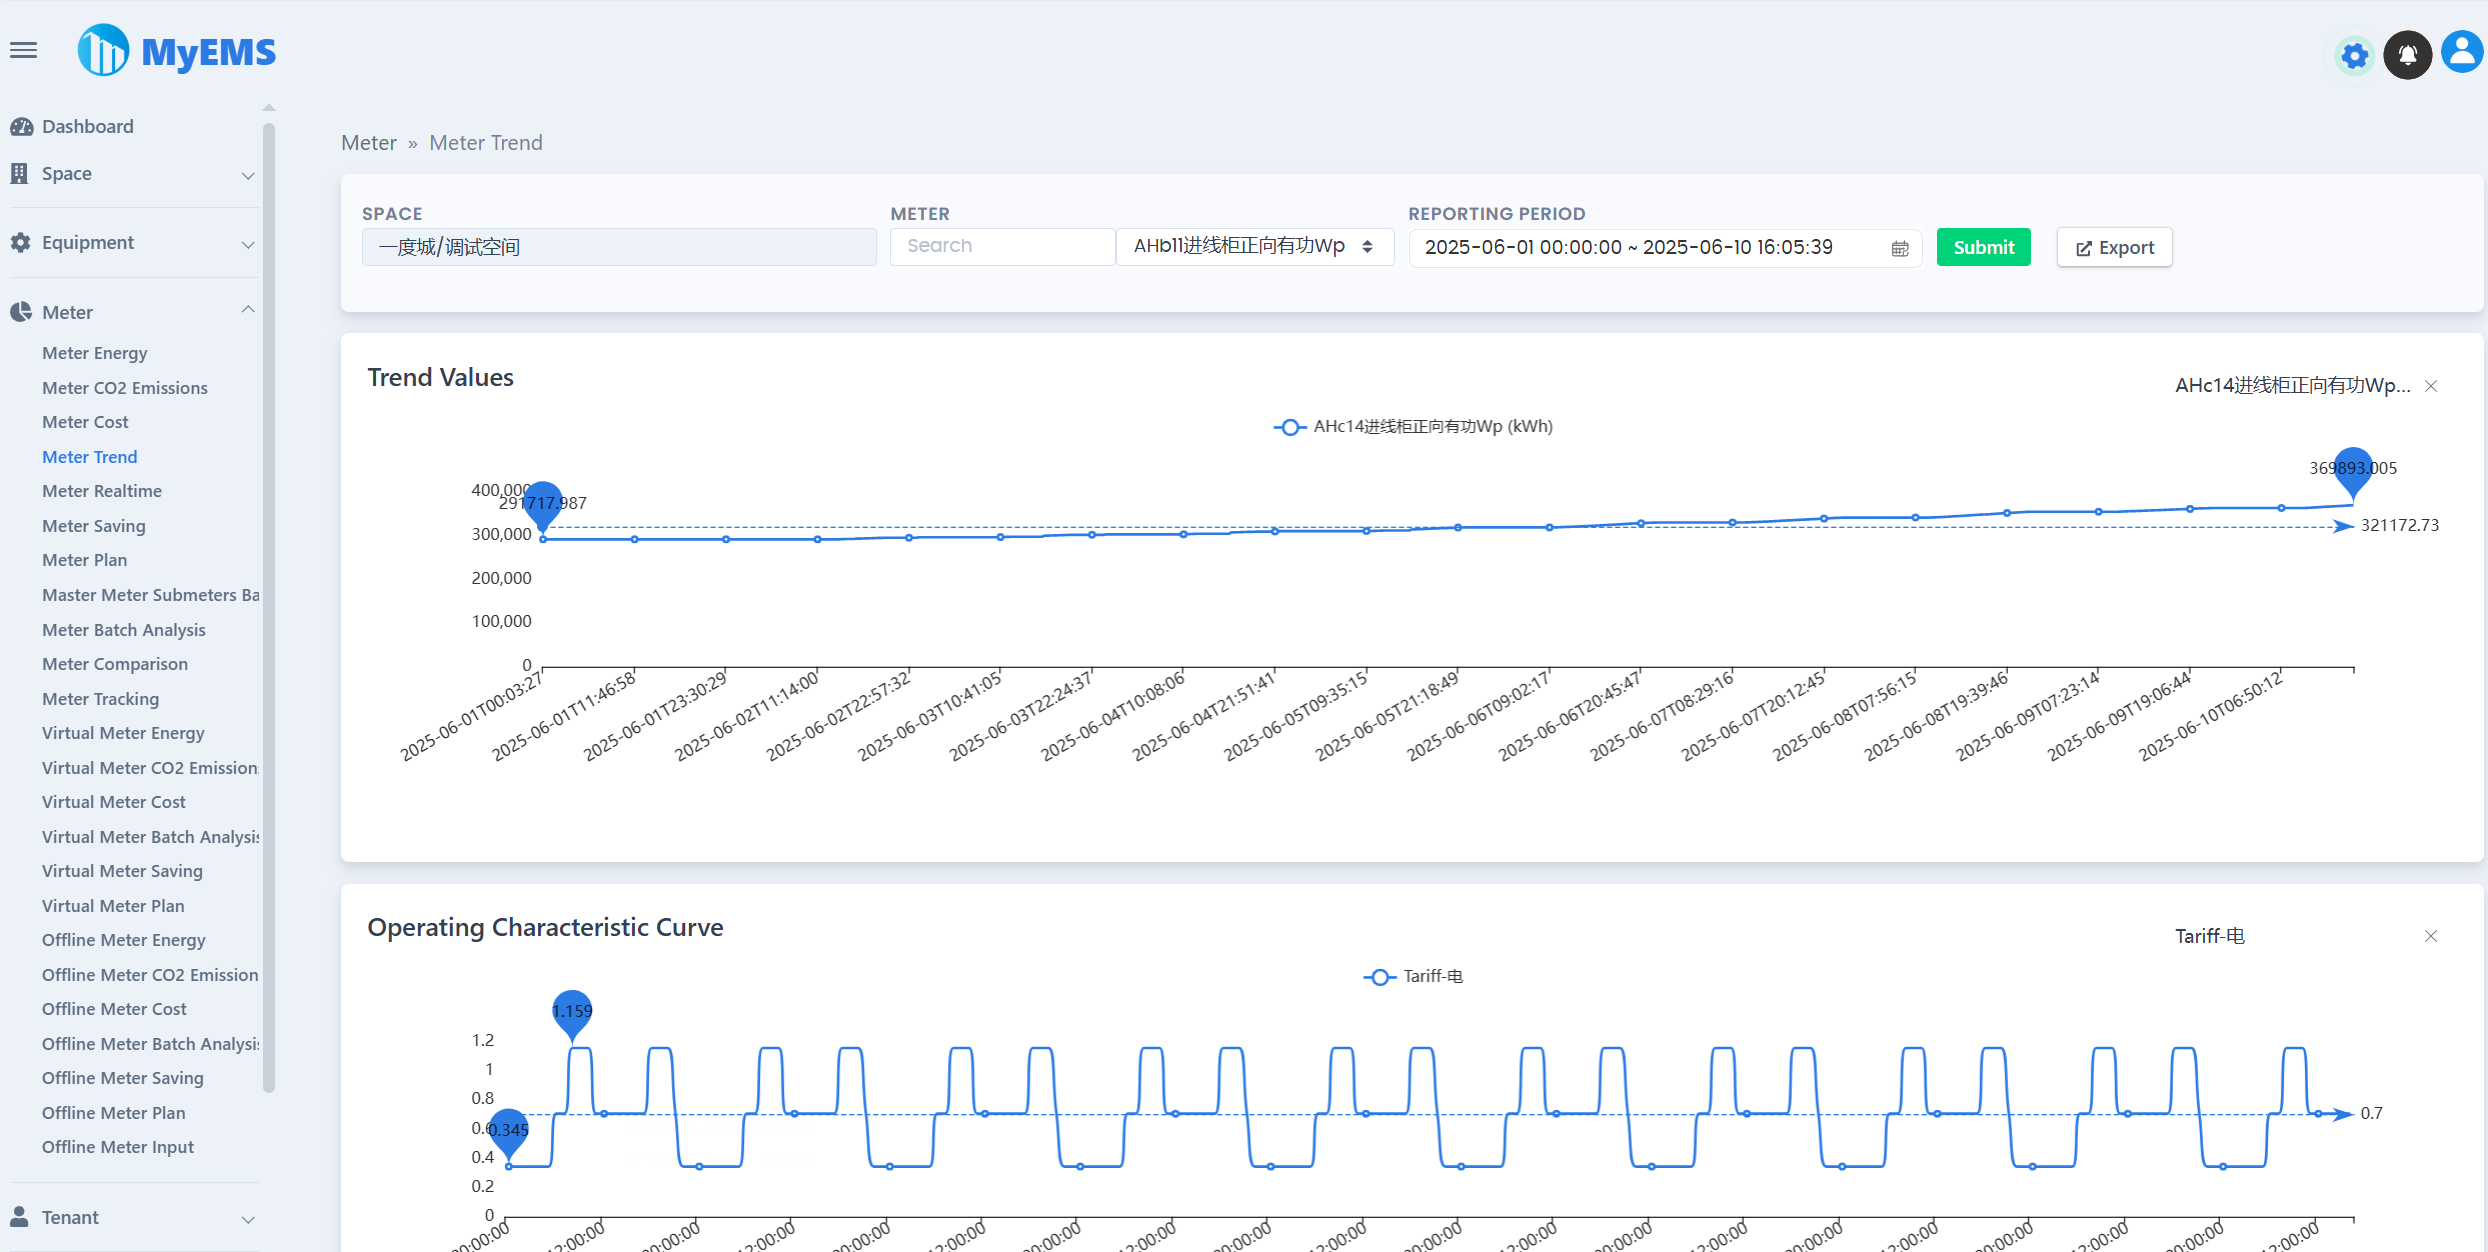 MyEMS
Dashboard
Space
Equipment
Meter
Meter Energy
Meter CO2 Emissions
Meter Cost
Meter Trend
Meter Realtime
Meter Saving
Meter Plan
Master Meter Submeters Ba
Meter Batch Analysis
Meter Comparison
Meter Tracking
Virtual Meter Energy
Virtual Meter CO2 Emission
Virtual Meter Cost
Virtual Meter Batch Analysis
Virtual Meter Saving
Virtual Meter Plan
Offline Meter Energy
Offline Meter CO2 Emission
Offline Meter Cost
Offline Meter Batch Analysis
Offline Meter Saving
Offline Meter Plan
Offline Meter Input
Tenant
Meter » Meter Trend
SPACE METER REPORTING PERIOD
一度城/调试空间 Search AHb11进线柜正向有功Wp 2025-06-01 00:00:00 ~ 2025-06-10 16:05:39 Submit Export
Trend Values
AHc14进线柜正向有功Wp...
AHc14进线柜正向有功Wp (kWh)
369893.005
400,000
291717.987
321172.73
300,000
200,000
100,000
0
2025-06-01T00:03:27
2025-06-01T11:46:58
2025-06-01T23:30:29
2025-06-02T11:14:00
2025-06-02T22:57:32
2025-06-03T10:41:05
2025-06-03T22:24:37
2025-06-04T10:08:06
2025-06-04T21:51:41
2025-06-05T09:35:15
2025-06-05T21:18:49
2025-06-06T09:02:17
2025-06-06T20:45:47
2025-06-07T08:29:16
2025-06-07T20:12:45
2025-06-08T07:56:15
2025-06-08T19:39:46
2025-06-09T07:23:14
2025-06-09T19:06:44
2025-06-10T06:50:12
Operating Characteristic Curve
Tariff-电
Tariff-电
1.159
1.2
1
0.8
0.7
0.6
0.345
0.4
0.2
0